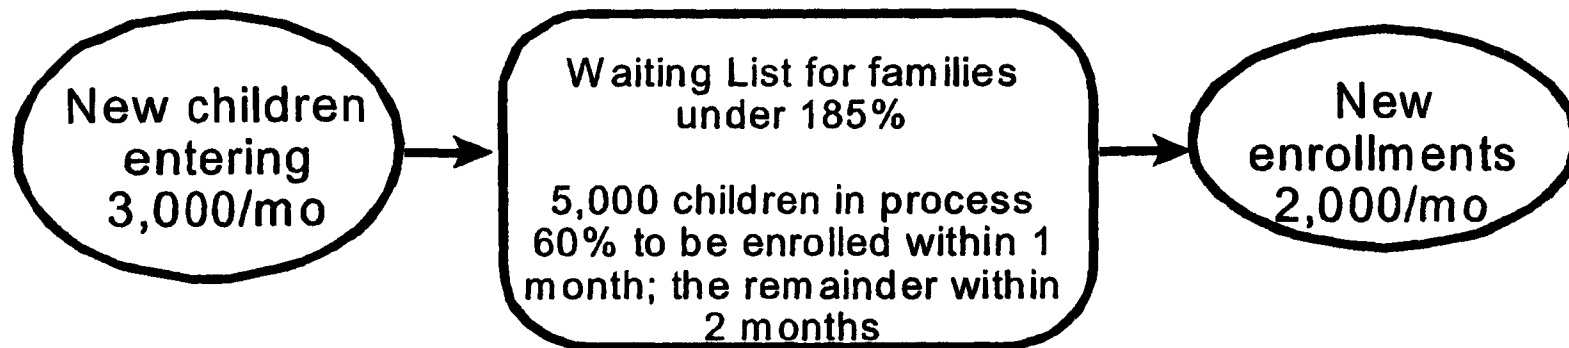 New children
entering
3,000/mo
Waiting List for families
under 185%
5,000 children in process
60% to be enrolled within 1
month; the remainder within
2 months
New
enrollments
2,000/mo